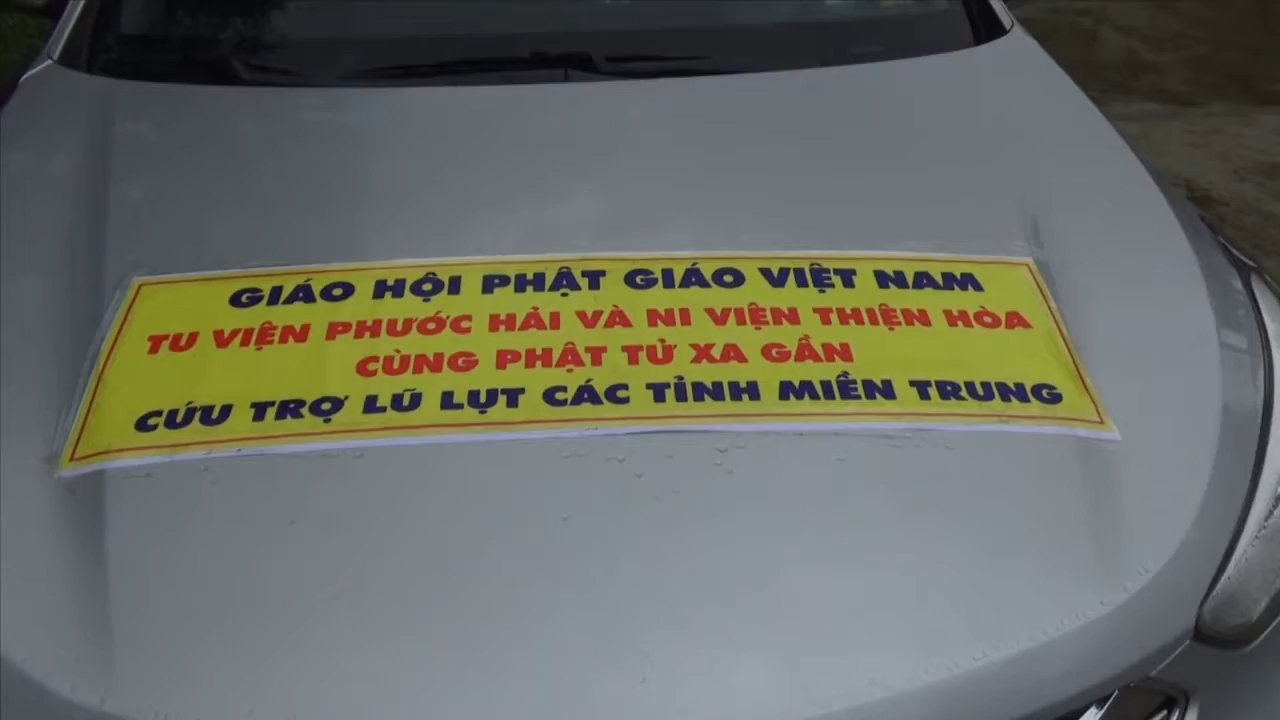 GIÁO HỘI PHẬT GIÁO VIỆT NAM
TU VIỆN PHƯỚC HẢI VÀ NI VIỆN THIỆN HÒA
CÙNG PHẬT TỬ XA GẦN
CỨU TRỢ LŨ LỤT CÁC TỈNH MIỀN TRUNG